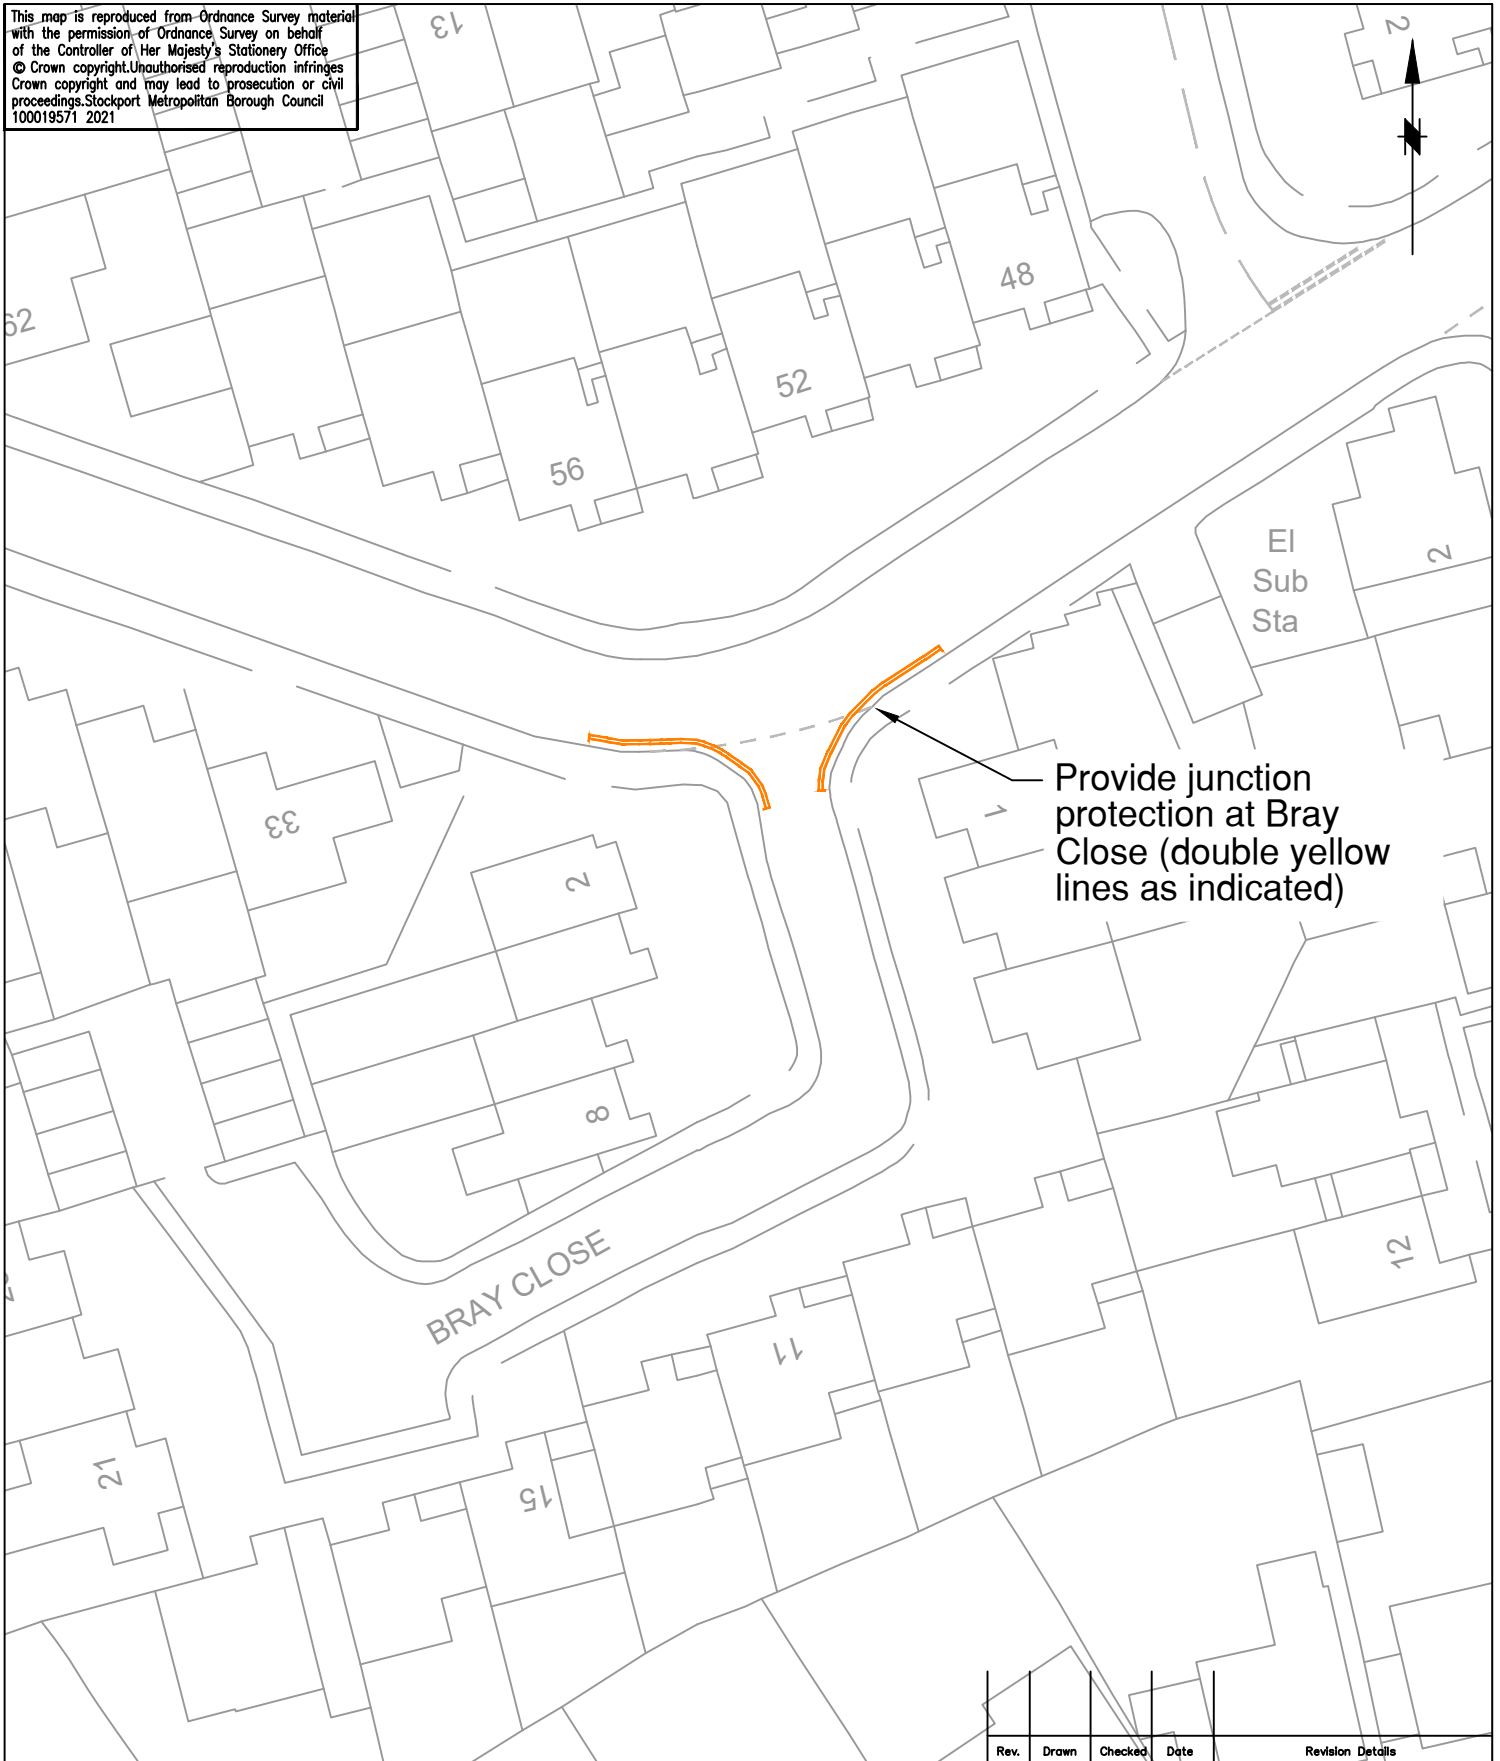 This map is reproduced from Ordnance Survey material
with the permission of Ordnance Survey on behalf
of the Controller of Her Majesty's Stationery Office
© Crown copyright.Unauthorised reproduction infringes
Crown copyright and may lead to prosecution or civil
proceedings.Stockport Metropolitan Borough Council
100019571 2021
13
2
48
62
52
56
El
Sub
Sta
2
33
1
Provide junction
protection at Bray
Close (double yellow
lines as indicated)
2
8
BRAY CLOSE
12
11
21
15
Rev. Drawn Checked Date Revision Details